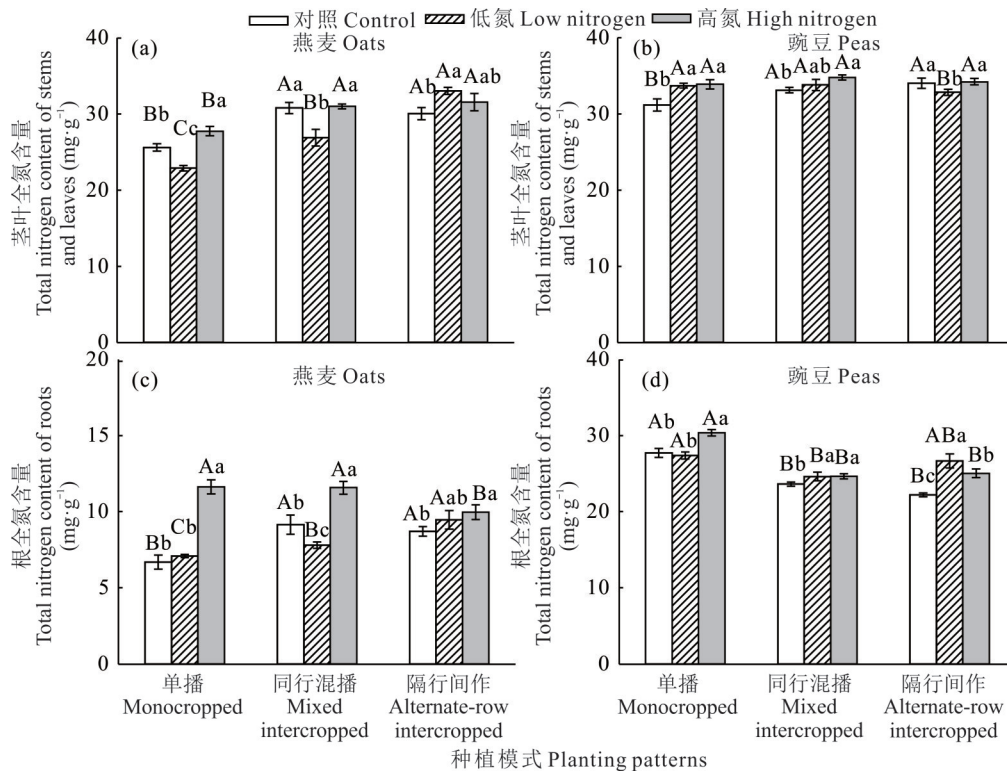 对照 Control 低氮 Low nitrogen 高氮 High nitrogen
(a) 燕麦 Oats
茎叶全氮含量
Total nitrogen content of stems
and leaves (mg·g⁻¹)
40
30
20
10
0
Bb Cc Ba
Aa Bb Aa
Ab Aa Aab
(b) 豌豆 Peas
茎叶全氮含量
Total nitrogen content of stems
and leaves (mg·g⁻¹)
40
30
20
10
0
Bb Aa Aa
Ab Aab Aa
Aa Bb Aa
(c) 燕麦 Oats
根全氮含量
Total nitrogen content of roots
(mg·g⁻¹)
20
15
10
5
0
Bb Cb Aa
Ab Bc Aa
Ab Aab Ba
单播
Monocropped
同行混播
Mixed
intercropped
隔行间作
Alternate-row
intercropped
(d) 豌豆 Peas
根全氮含量
Total nitrogen content of roots
(mg·g⁻¹)
40
30
20
10
0
Ab Ab Aa
Bb Ba Ba
Bc ABa Bb
单播
Monocropped
同行混播
Mixed
intercropped
隔行间作
Alternate-row
intercropped
种植模式 Planting patterns